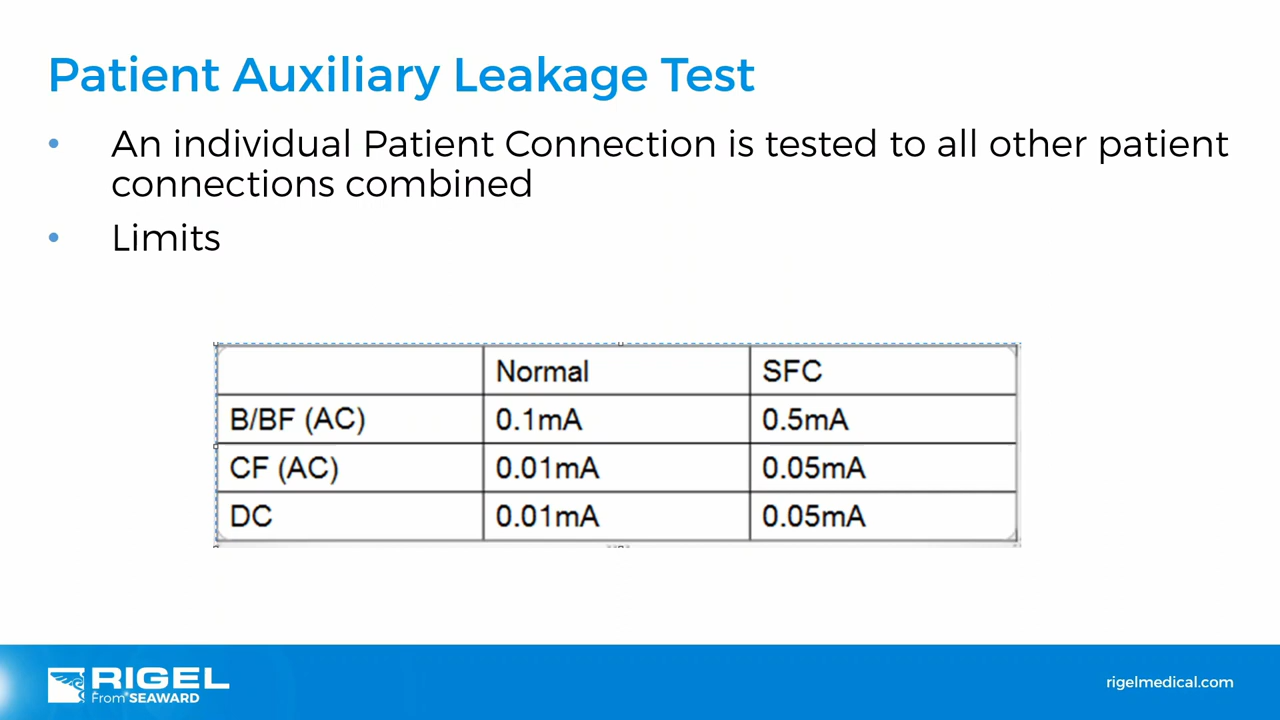 Patient Auxiliary Leakage Test
• An individual Patient Connection is tested to all other patient
connections combined
• Limits
Normal SFC
B/BF (AC) 0.1mA 0.5mA
CF (AC) 0.01mA 0.05mA
DC 0.01mA 0.05mA
RIGEL
From SEAWARD
rigelmedical.com